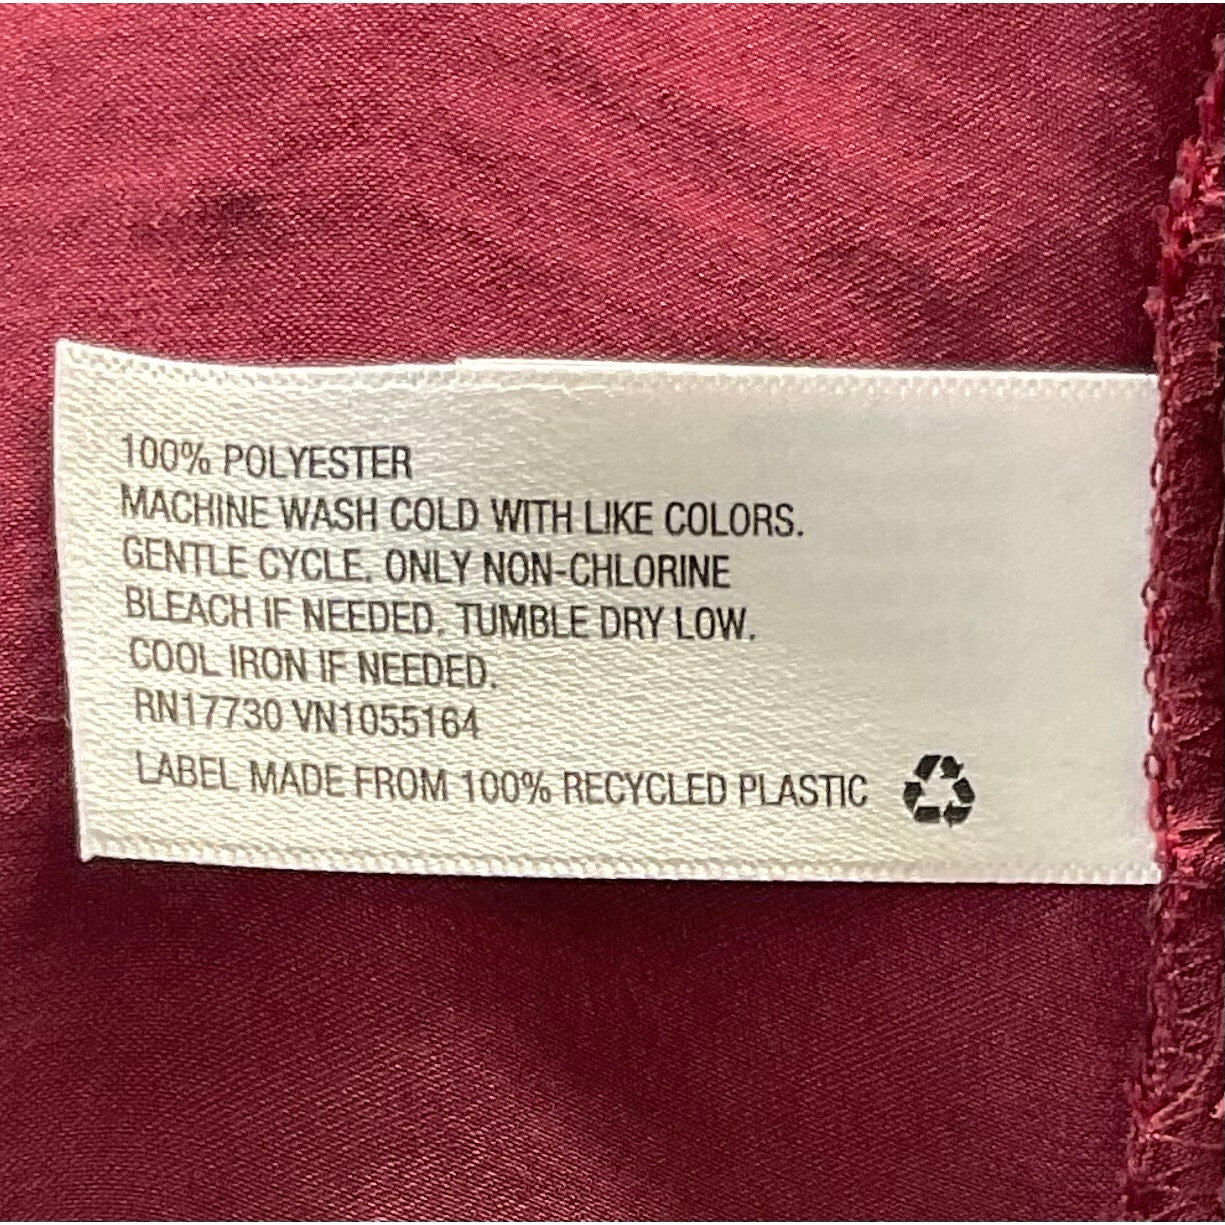 100% POLYESTER
MACHINE WASH COLD WITH LIKE COLORS.
GENTLE CYCLE. ONLY NON-CHLORINE
BLEACH IF NEEDED. TUMBLE DRY LOW.
COOL IRON IF NEEDED.
RN17730 VN1055164
LABEL MADE FROM 100% RECYCLED PLASTIC